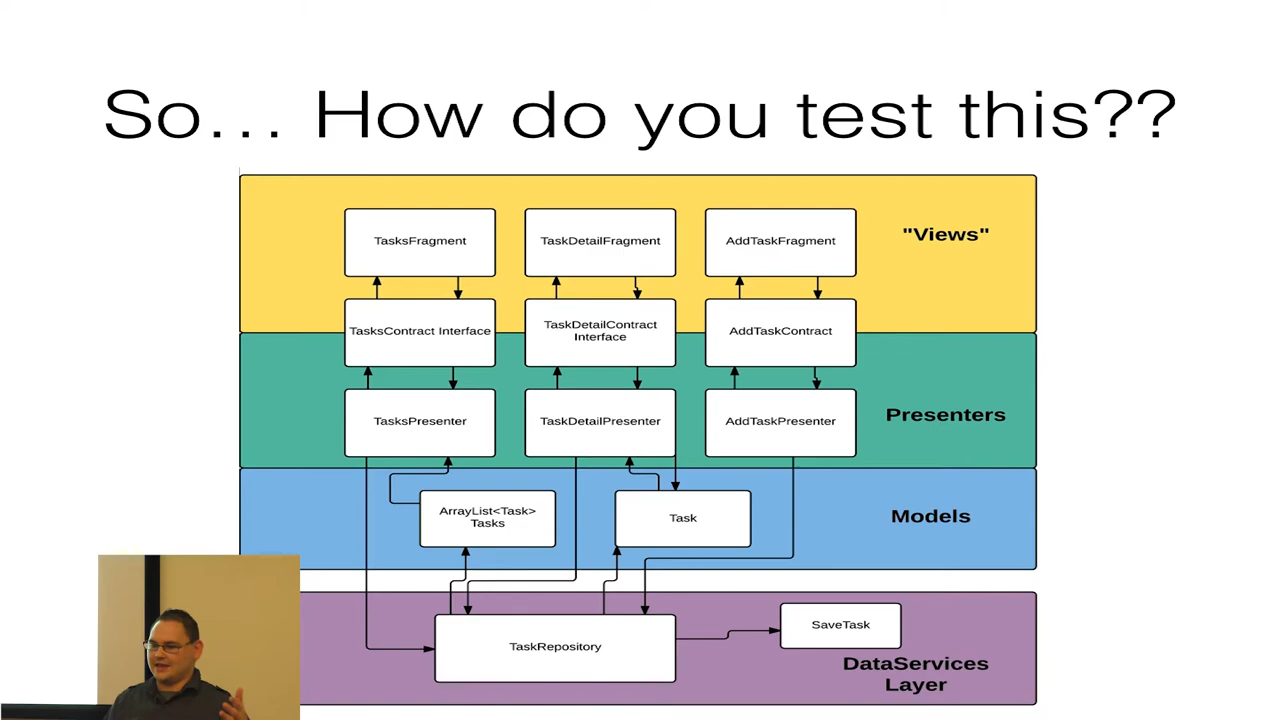 So... How do you test this??
"Views"
TasksFragment
TaskDetailFragment
AddTaskFragment
TasksContract Interface
TaskDetailContract
Interface
AddTaskContract
Presenters
TasksPresenter
TaskDetailPresenter
AddTaskPresenter
ArrayList<Task>
Tasks
Task
Models
TaskRepository
SaveTask
DataServices
Layer